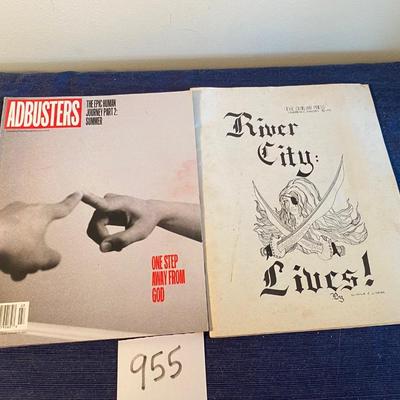 ADBUSTERS
THE EPIC HUMAN
JOURNEY PART 2:
SUMMER
ONE STEP
AWAY FROM
GOD
River
City:
Lives!
By
955